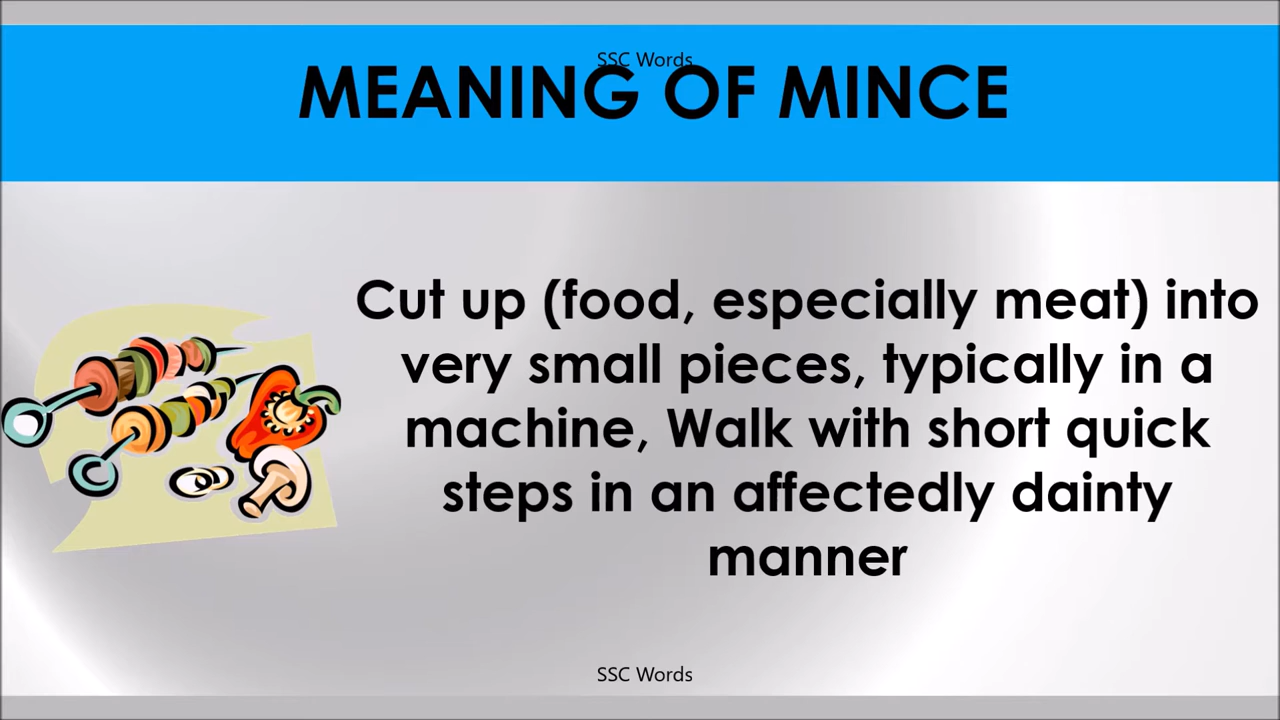 SSC Words
MEANING OF MINCE
Cut up (food, especially meat) into
very small pieces, typically in a
machine, Walk with short quick
steps in an affectedly dainty
manner
SSC Words